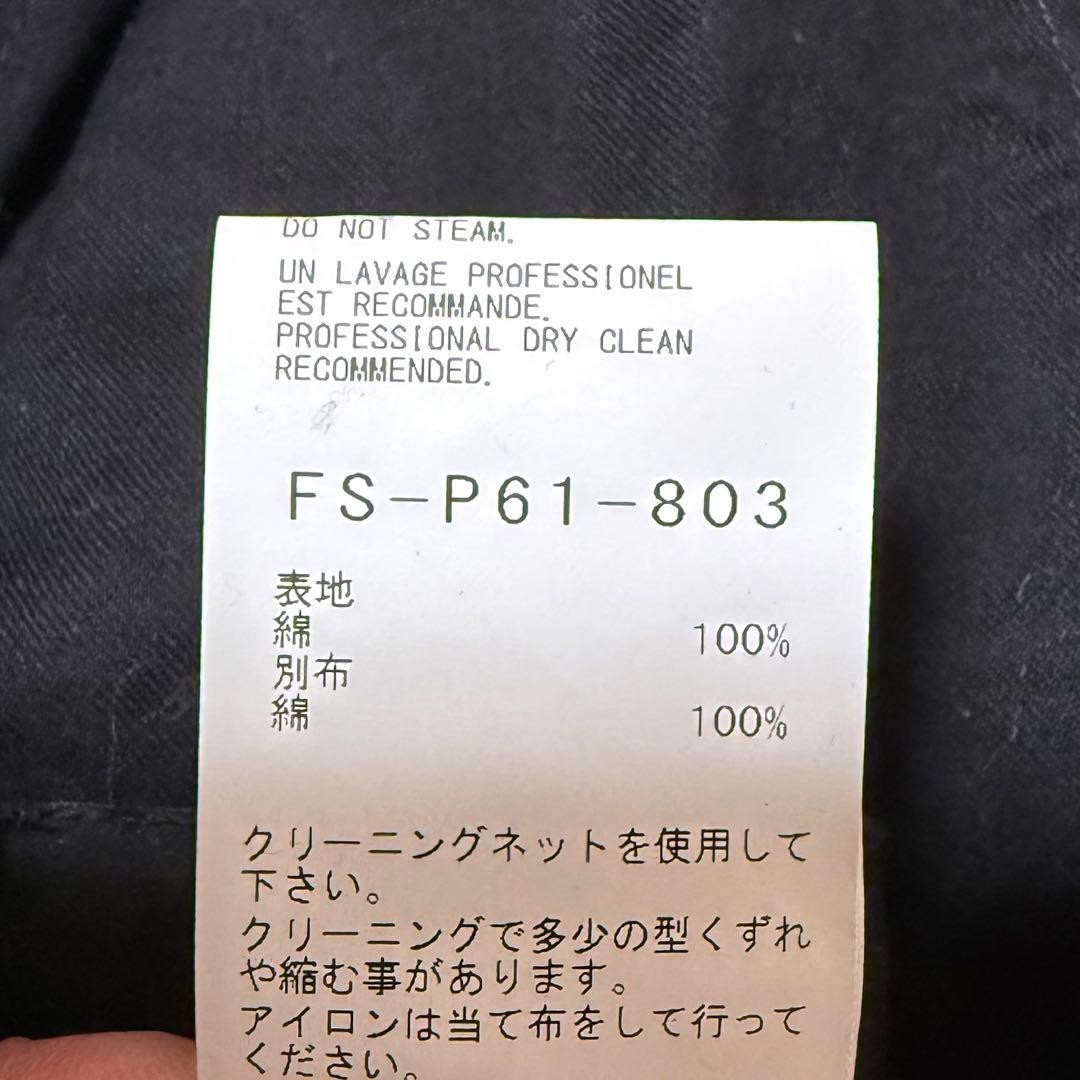 DO NOT STEAM.
UN LAVAGE PROFESSIONEL
EST RECOMMANDE.
PROFESSIONAL DRY CLEAN
RECOMMENDED.
FS-P61-803
表地
綿 100%
別布
綿 100%
クリーニングネットを使用して
下さい。
クリーニングで多少の型くずれ
や縮む事があります。
アイロンは当て布をして行って
ください。